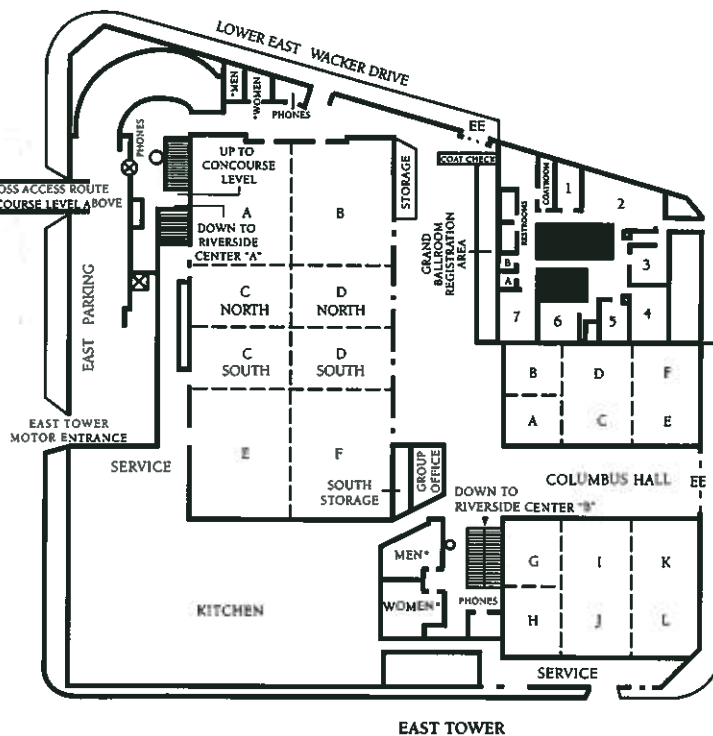 LOWER EAST WACKER DRIVE
*MEN
*WOMEN
PHONES
EE
COAT CHECK
PHONES
UP TO
CONCOURSE
LEVEL
STORAGE
COATROOM
1
2
OSS ACCESS ROUTE
COURSE LEVEL ABOVE
A
B
RESTROOMS
DOWN TO
RIVERSIDE
CENTER "A"
GRAND
BALLROOM
REGISTRATION
AREA
B
A
3
EAST PARKING
C
NORTH
D
NORTH
7
6
5
4
C
SOUTH
D
SOUTH
B
D
F
A
C
E
EAST TOWER
MOTOR ENTRANCE
SERVICE
E
F
SOUTH
STORAGE
GROUP
OFFICE
COLUMBUS HALL
EE
DOWN TO
RIVERSIDE CENTER "B"
MEN*
G
I
K
KITCHEN
WOMEN*
PHONES
H
J
L
SERVICE
EAST TOWER